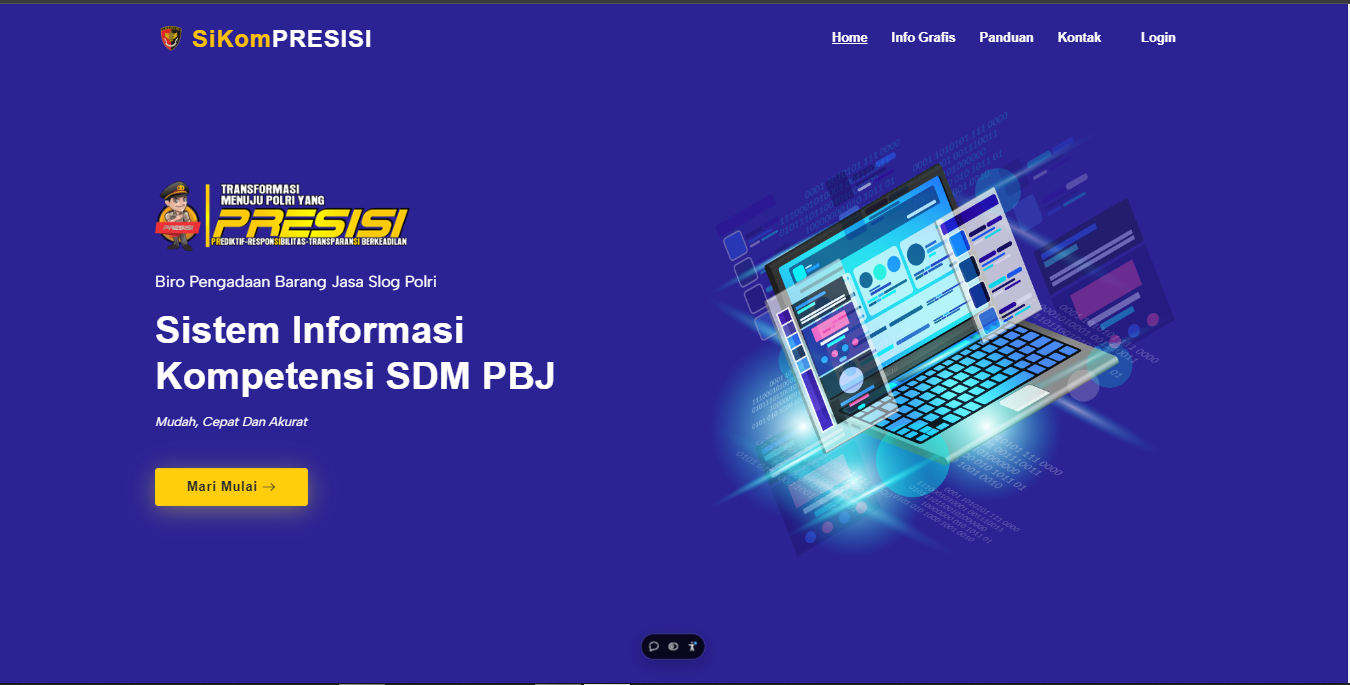 SiKomPRESISI
Home
Info Grafis
Panduan
Kontak
Login
TRANSFORMASI
MENUJU POLRI YANG
PRESISI
PREDIKTIF-RESPONSIBILITAS-TRANSPARANSI BERKEADILAN
Biro Pengadaan Barang Jasa Slog Polri
Sistem Informasi
Kompetensi SDM PBJ
Mudah, Cepat Dan Akurat
Mari Mulai →